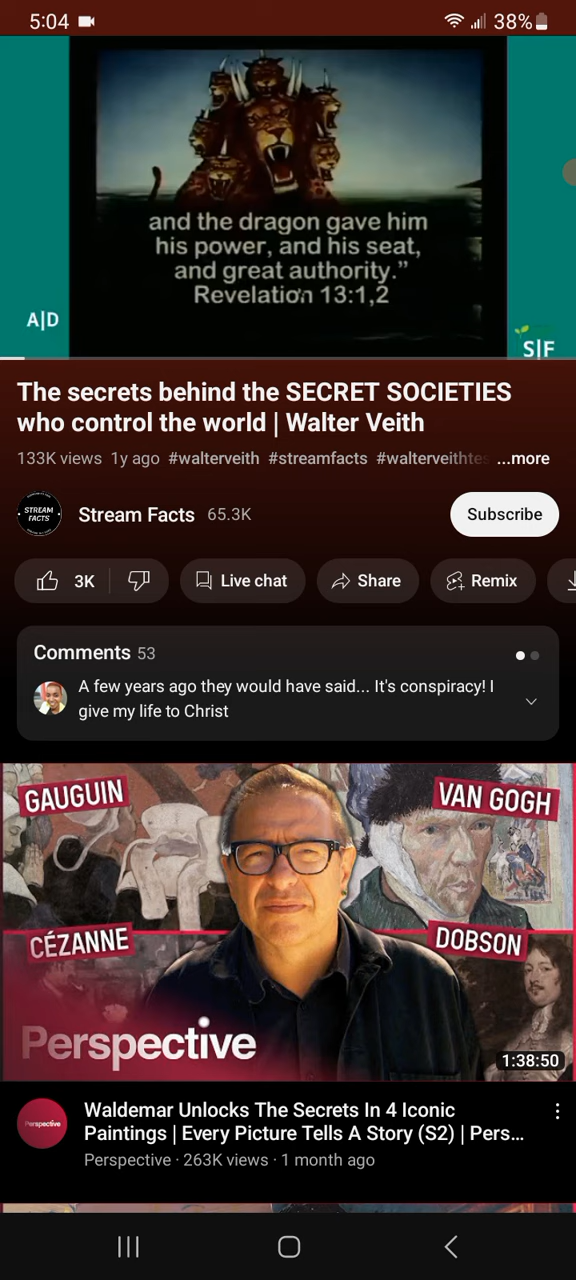 5:04
38%
and the dragon gave him
his power, and his seat,
and great authority.”
Revelation 13:1,2
A|D
S|F
The secrets behind the SECRET SOCIETIES
who control the world | Walter Veith
133K views 1y ago #walterveith #streamfacts #walterveithtes ...more
STREAM
FACTS
Stream Facts 65.3K
Subscribe
3K
Live chat
Share
Remix
Comments 53
A few years ago they would have said... It's conspiracy! I
give my life to Christ
GAUGUIN
VAN GOGH
CÉZANNE
DOBSON
Perspective
1:38:50
Perspective
Waldemar Unlocks The Secrets In 4 Iconic
Paintings | Every Picture Tells A Story (S2) | Pers...
Perspective · 263K views · 1 month ago